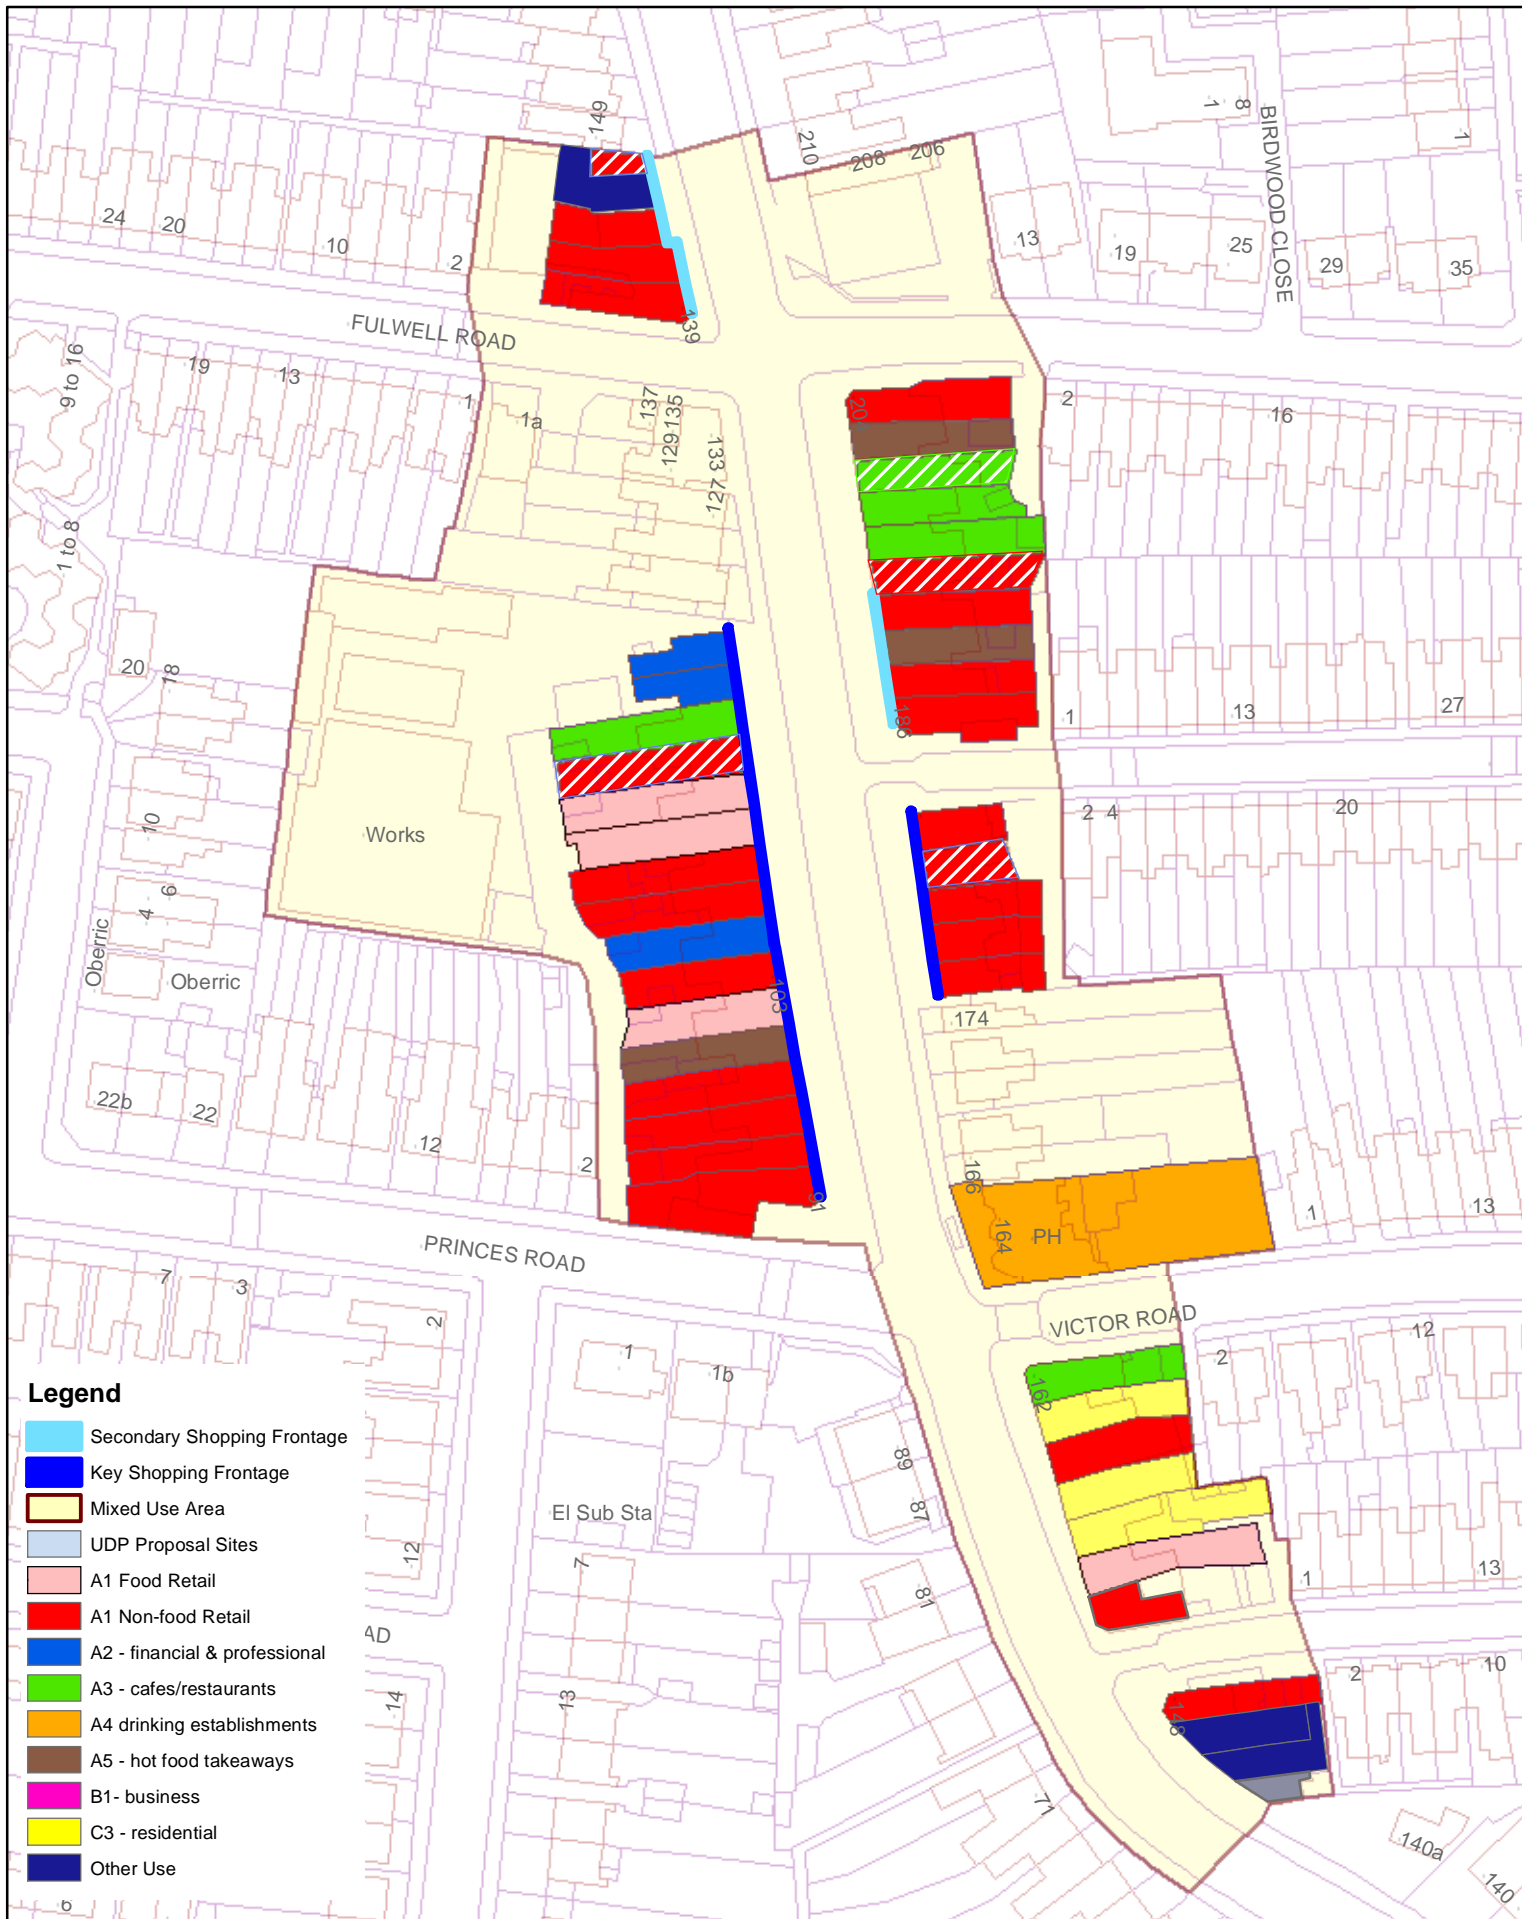 149
210
208
206
1
8
BIRDWOOD CLOSE
1
24
20
10
2
13
19
25
29
35
139
FULWELL ROAD
9 to 16
19
13
1
1a
137
135
129
133
127
20
2
16
1 to 8
20
18
186
1
13
27
10
Works
2
4
20
6
4
Oberric
Oberric
103
174
22b
22
12
2
91
166
164
PH
1
13
PRINCES ROAD
7
3
2
1
1b
VICTOR ROAD
2
12
162
89
87
El Sub Sta
12
7
81
1
13
AD
14
13
148
2
10
71
140a
140
6
Legend
Secondary Shopping Frontage
Key Shopping Frontage
Mixed Use Area
UDP Proposal Sites
A1 Food Retail
A1 Non-food Retail
A2 - financial & professional
A3 - cafes/restaurants
A4 drinking establishments
A5 - hot food takeaways
B1- business
C3 - residential
Other Use